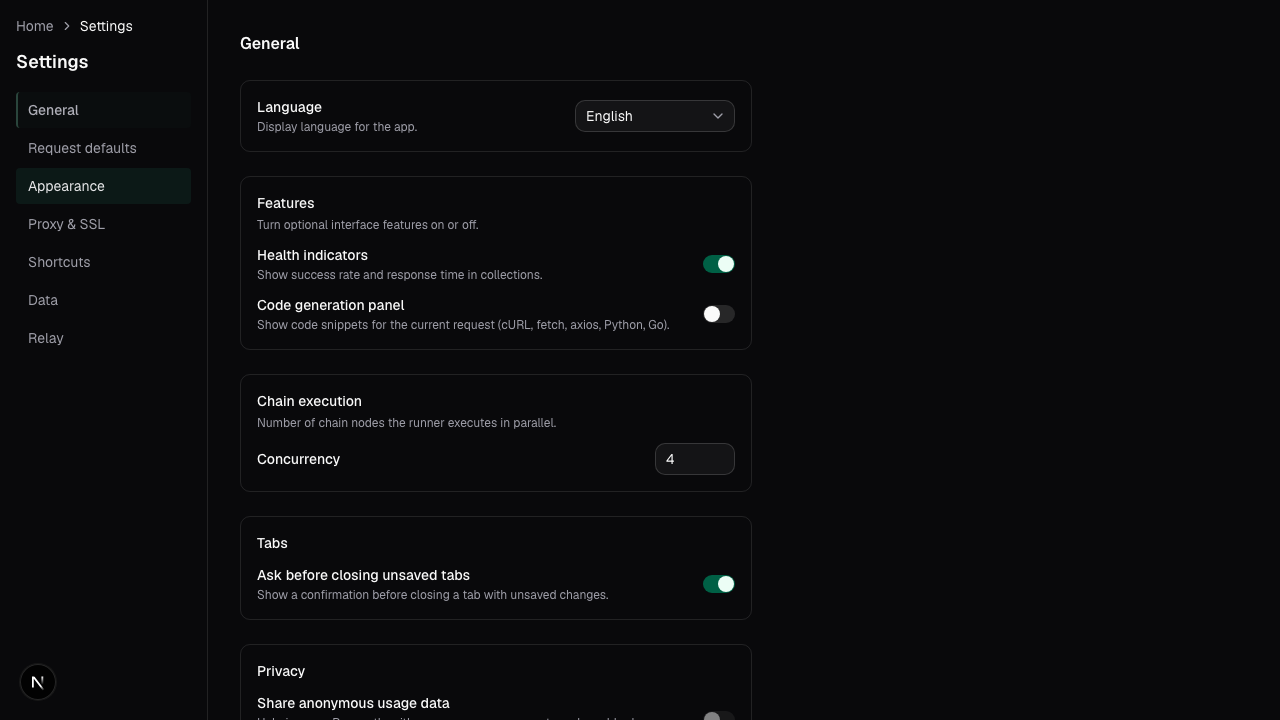 Home > Settings
Settings
General
Request defaults
Appearance
Proxy & SSL
Shortcuts
Data
Relay
N
General
Language
English
Display language for the app.
Features
Turn optional interface features on or off.
Health indicators
Show success rate and response time in collections.
Code generation panel
Show code snippets for the current request (cURL, fetch, axios, Python, Go).
Chain execution
Number of chain nodes the runner executes in parallel.
Concurrency
4
Tabs
Ask before closing unsaved tabs
Show a confirmation before closing a tab with unsaved changes.
Privacy
Share anonymous usage data